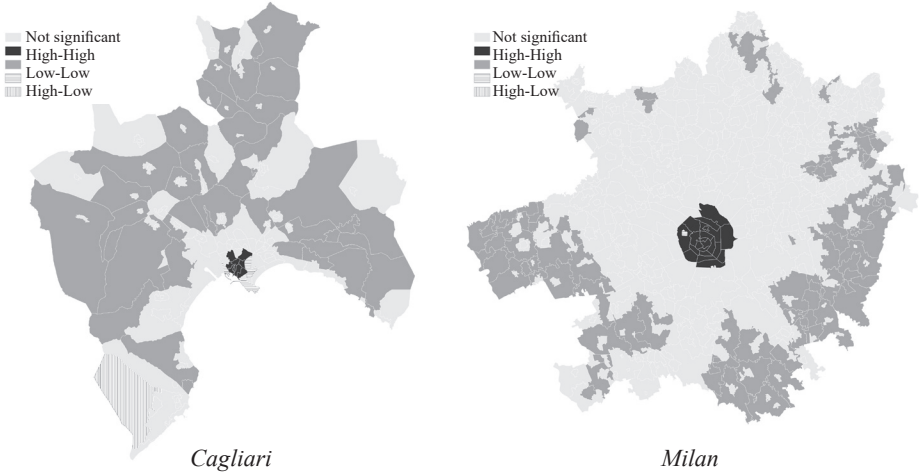 Not significant
High-High
Low-Low
High-Low
Not significant
High-High
Low-Low
High-Low
Cagliari
Milan